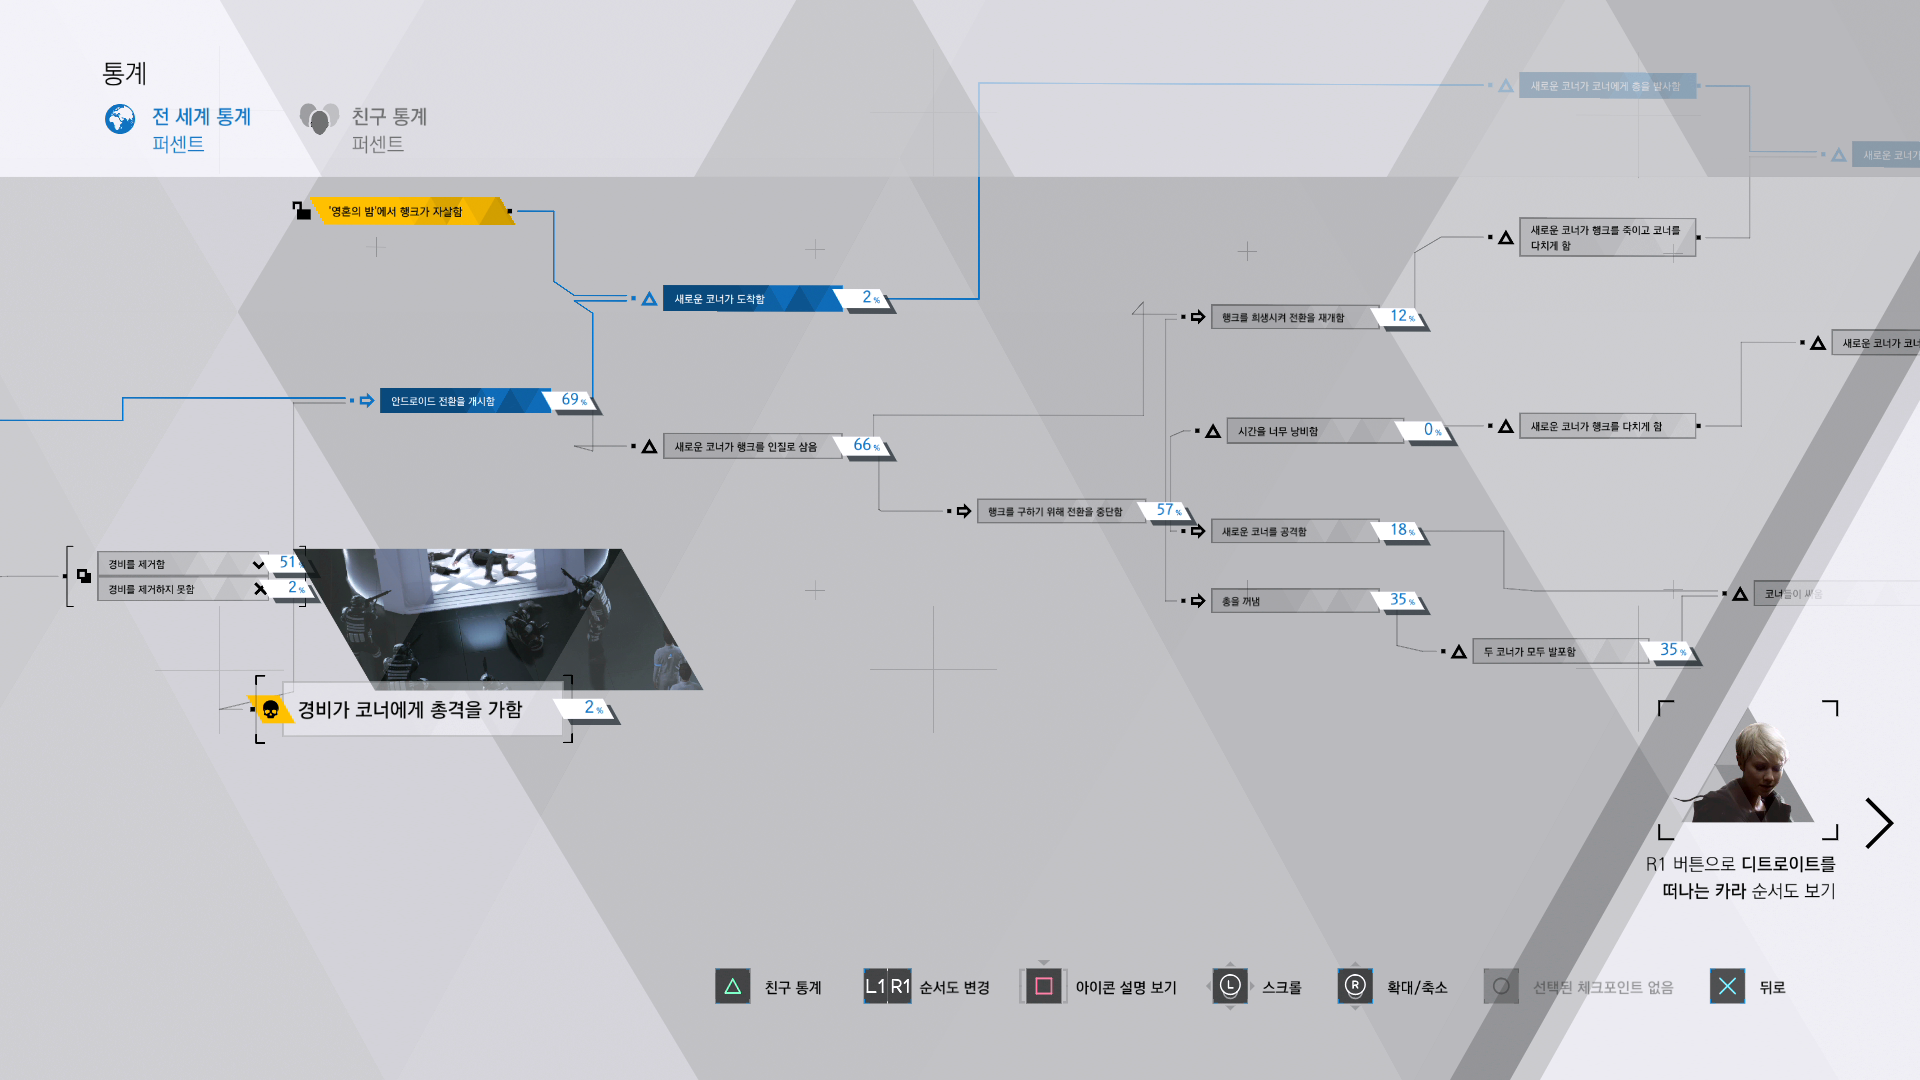 통계
전 세계 통계
퍼센트
친구 통계
퍼센트
새로운 코너가 코너에게 총을 발사함
새로운 코너가
'영혼의 밤'에서 행크가 자살함
새로운 코너가 행크를 죽이고 코너를
다치게 함
새로운 코너가 도착함 2%
행크를 희생시켜 전환을 재개함 12%
새로운 코너가 코너
안드로이드 전환을 개시함 69%
시간을 너무 낭비함 0%
새로운 코너가 행크를 다치게 함
새로운 코너가 행크를 인질로 삼음 66%
행크를 구하기 위해 전환을 중단함 57%
새로운 코너를 공격함 18%
경비를 제거함 51%
경비를 제거하지 못함 2%
총을 꺼냄 35%
코너들이 싸움
두 코너가 모두 발포함 35%
경비가 코너에게 총격을 가함 2%
R1 버튼으로 디트로이트를
떠나는 카라 순서도 보기
친구 통계
L1 R1 순서도 변경
아이콘 설명 보기
L 스크롤
R 확대/축소
선택된 체크포인트 없음
뒤로